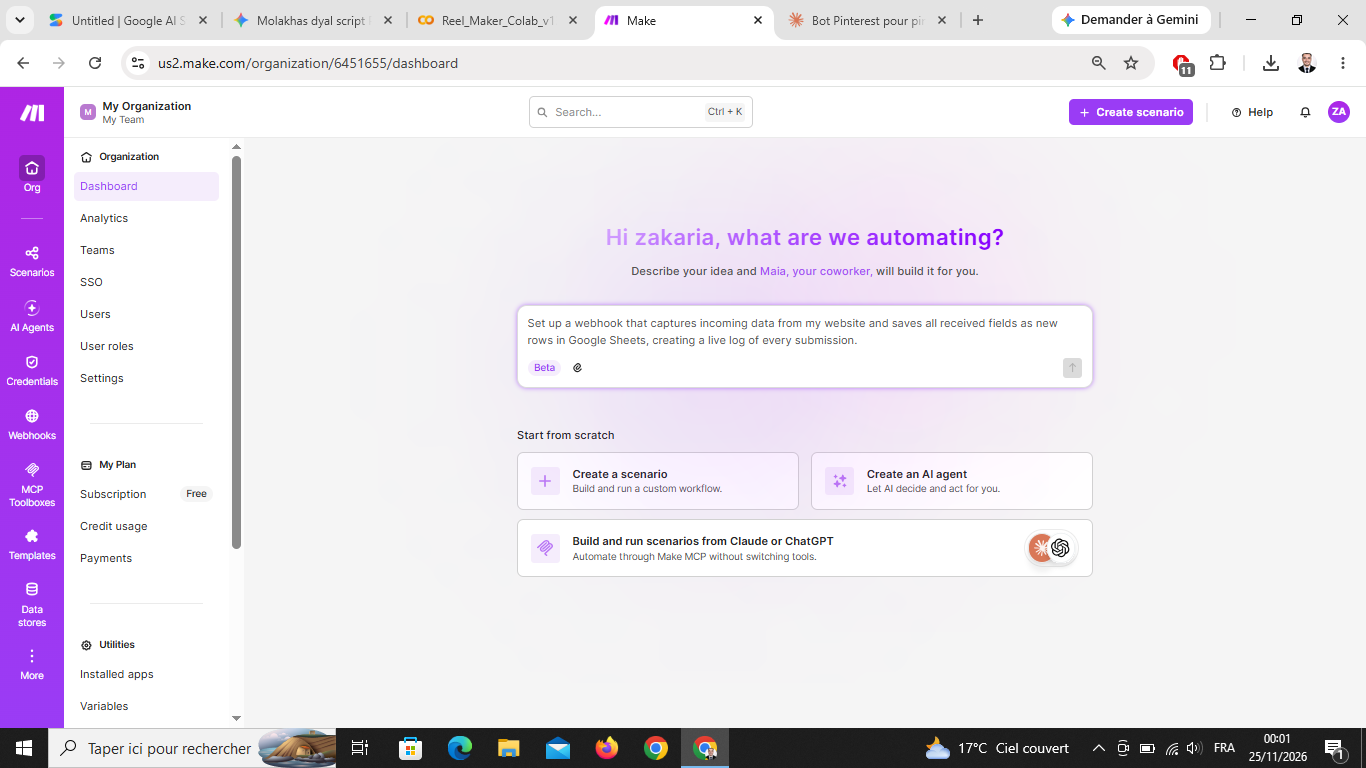 Untitled | Google AI S
Molakhas dyal script
Reel_Maker_Colab_v1
Make
Bot Pinterest pour pi
Demander à Gemini
us2.make.com/organization/6451655/dashboard
11
M
My Organization
My Team
Search...
Ctrl + K
+ Create scenario
Help
ZA
Org
Scenarios
AI Agents
Credentials
Webhooks
MCP
Toolboxes
Templates
Data
stores
More
Organization
Dashboard
Analytics
Teams
SSO
Users
User roles
Settings
My Plan
Subscription
Free
Credit usage
Payments
Utilities
Installed apps
Variables
Hi zakaria, what are we automating?
Describe your idea and Maia, your coworker, will build it for you.
Set up a webhook that captures incoming data from my website and saves all received fields as new
rows in Google Sheets, creating a live log of every submission.
Beta
Start from scratch
Create a scenario
Build and run a custom workflow.
Create an AI agent
Let AI decide and act for you.
Build and run scenarios from Claude or ChatGPT
Automate through Make MCP without switching tools.
Taper ici pour rechercher
17°C Ciel couvert
FRA
00:01
25/11/2026
1